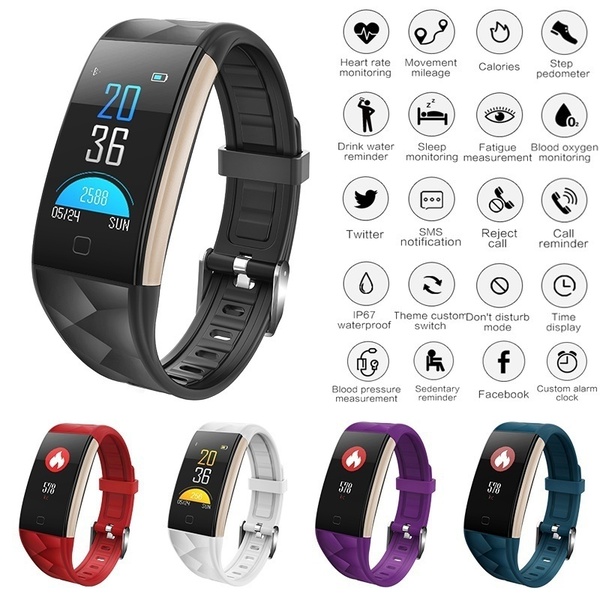 20
36
2588
05/24 SUN
Heart rate
monitoring
Movement
mileage
Calories
Step
pedometer
Drink water
reminder
Sleep
monitoring
Fatigue
measurement
Blood oxygen
monitoring
Twitter
SMS
notification
Reject
call
Call
reminder
IP67
waterproof
Theme custom
switch
Don't disturb
mode
Time
display
Blood pressure
measurement
Sedentary
reminder
Facebook
Custom alarm
clock
578
20
36
SUN
578
578